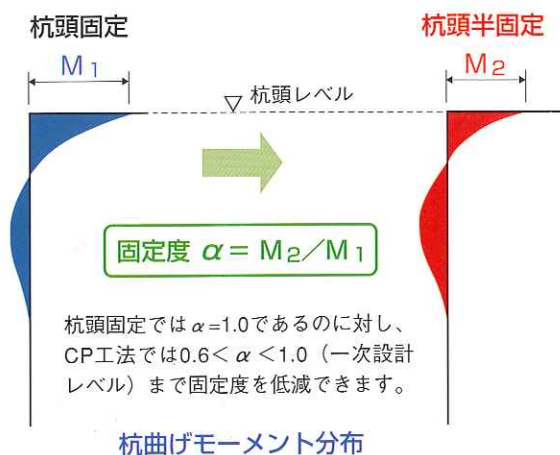 杭頭固定
杭頭半固定
M1
M2
▽ 杭頭レベル
固定度 α = M2／M1
杭頭固定ではα=1.0であるのに対し、
CP工法では0.6＜α＜1.0（一次設計
レベル）まで固定度を低減できます。
杭曲げモーメント分布